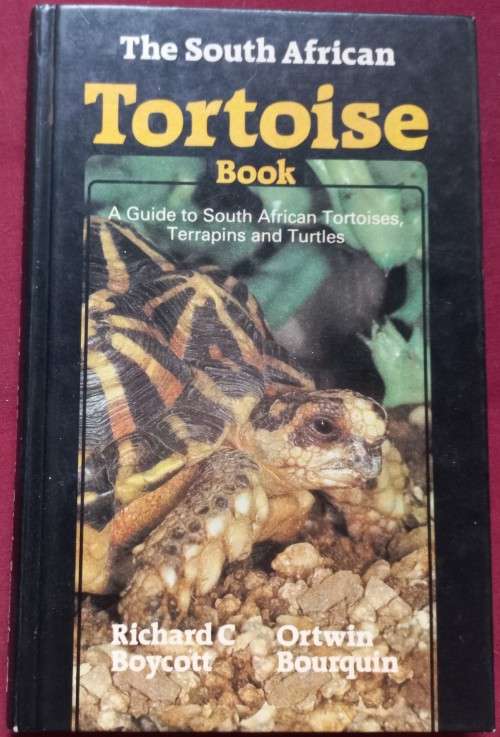 The South African
Tortoise
Book
A Guide to South African Tortoises,
Terrapins and Turtles
Richard C
Boycott
Ortwin
Bourquin